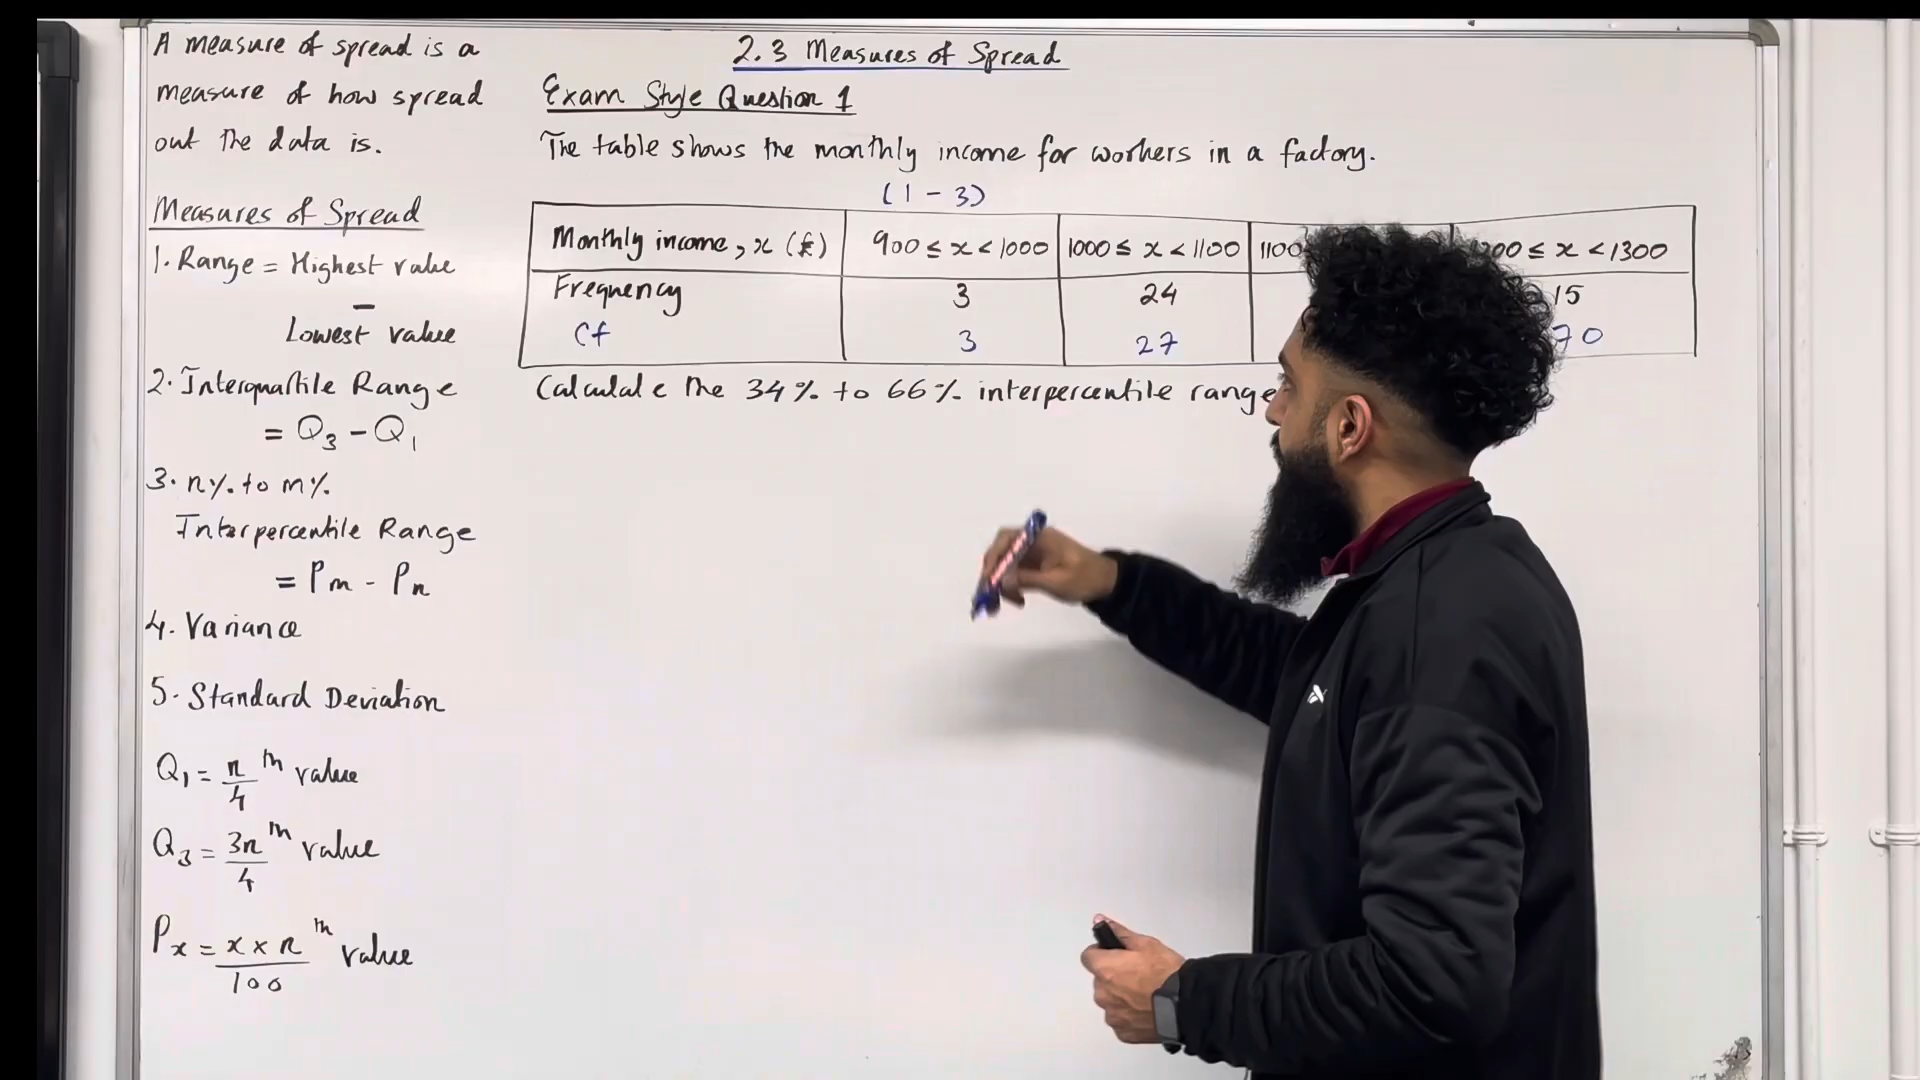 A measure of spread is a
measure of how spread
out the data is.
Measures of Spread
1. Range = Highest value
-
Lowest value
2. Interquartile Range
= Q3 - Q1
3. n% to m%
Interpercentile Range
= Pm - Pn
4. Variance
5. Standard Deviation
Q1 = n/4 th value
Q3 = 3n/4 th value
Px = x × n/100 th value
2.3 Measures of Spread
Exam Style Question 1
The table shows the monthly income for workers in a factory.
(1 - 3)
Monthly income, x (£) 900 ≤ x < 1000 1000 ≤ x < 1100 1100 00 ≤ x < 1300
Frequency 3 24 15
Cf 3 27 70
Calculate the 34% to 66% interpercentile range